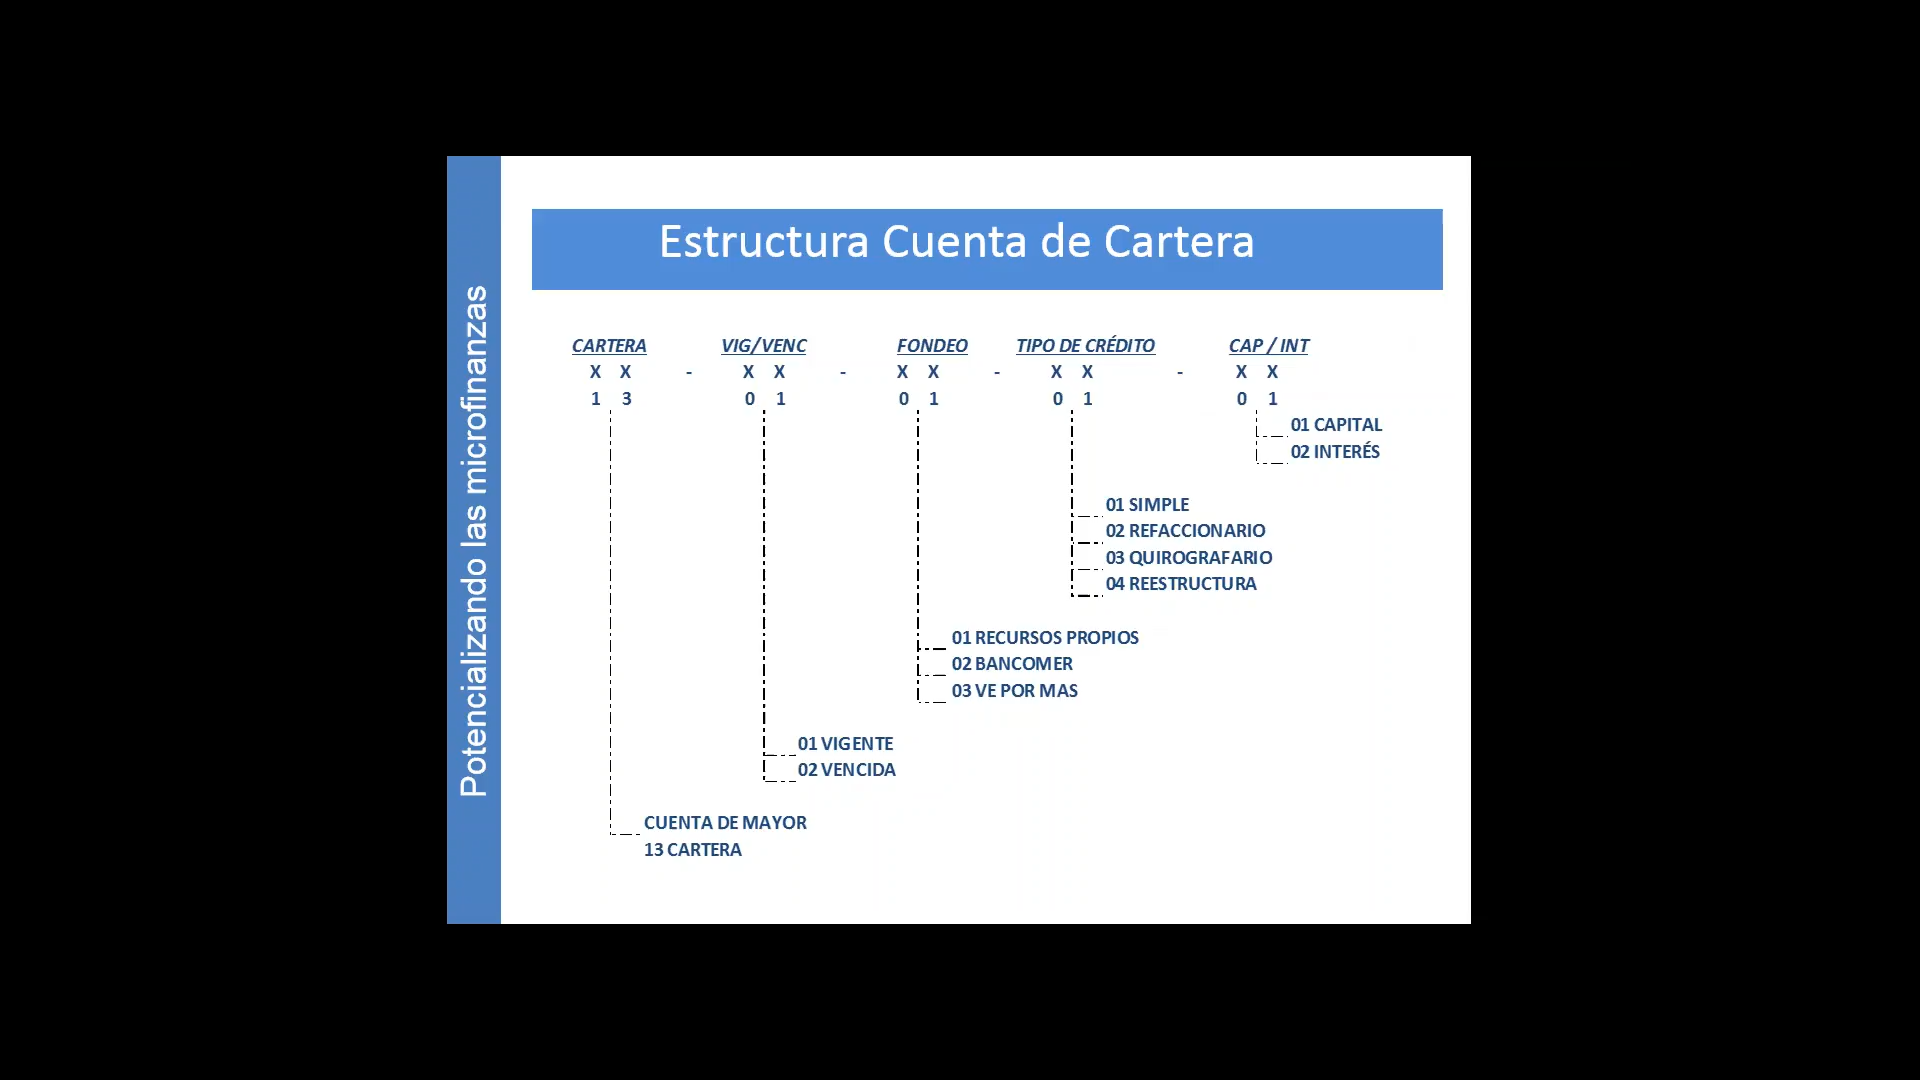 Potencializando las microfinanzas
Estructura Cuenta de Cartera
CARTERA VIG/VENC FONDEO TIPO DE CRÉDITO CAP / INT
X X - X X - X X - X X - X X
1 3 0 1 0 1 0 1 0 1
01 CAPITAL
02 INTERÉS
01 SIMPLE
02 REFACCIONARIO
03 QUIROGRAFARIO
04 REESTRUCTURA
01 RECURSOS PROPIOS
02 BANCOMER
03 VE POR MAS
01 VIGENTE
02 VENCIDA
CUENTA DE MAYOR
13 CARTERA